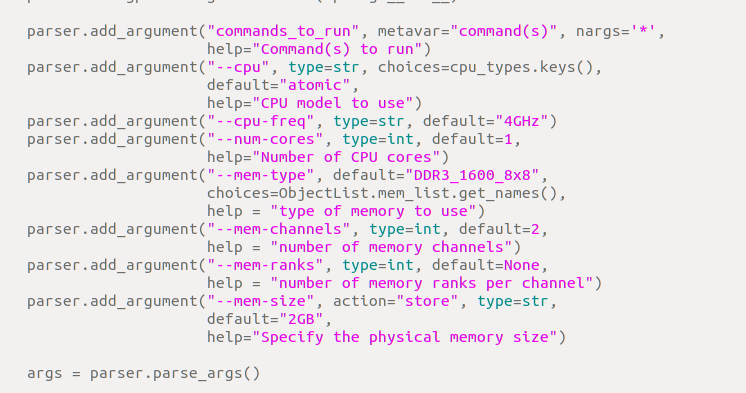 parser.add_argument("commands_to_run", metavar="command(s)", nargs='*',
help="Command(s) to run")
parser.add_argument("--cpu", type=str, choices=cpu_types.keys(),
default="atomic",
help="CPU model to use")
parser.add_argument("--cpu-freq", type=str, default="4GHz")
parser.add_argument("--num-cores", type=int, default=1,
help="Number of CPU cores")
parser.add_argument("--mem-type", default="DDR3_1600_8x8",
choices=ObjectList.mem_list.get_names(),
help = "type of memory to use")
parser.add_argument("--mem-channels", type=int, default=2,
help = "number of memory channels")
parser.add_argument("--mem-ranks", type=int, default=None,
help = "number of memory ranks per channel")
parser.add_argument("--mem-size", action="store", type=str,
default="2GB",
help="Specify the physical memory size")
args = parser.parse_args()